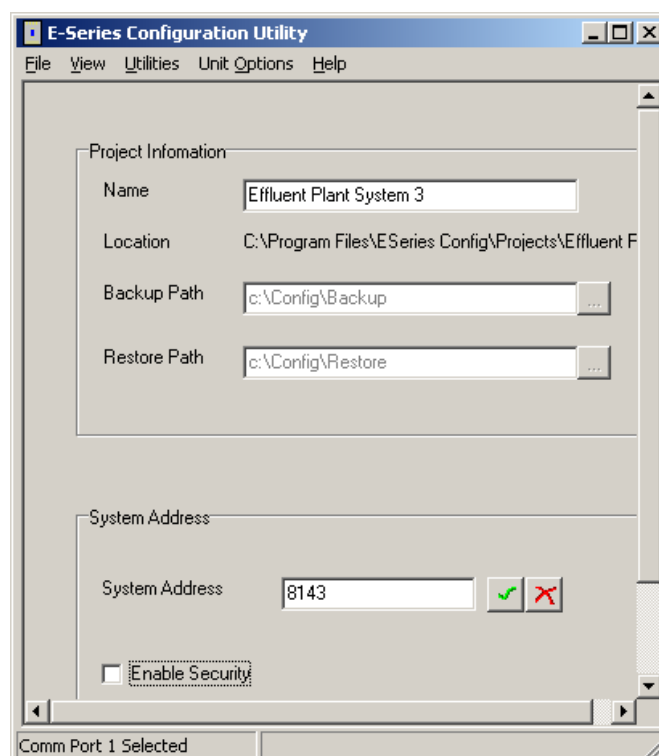 E-Series Configuration Utility
File View Utilities Unit Options Help
Project Infomation
Name Effluent Plant System 3
Location C:\Program Files\ESeries Config\Projects\Effluent F
Backup Path c:\Config\Backup ...
Restore Path c:\Config\Restore ...
System Address
System Address 8143
Enable Security
Comm Port 1 Selected